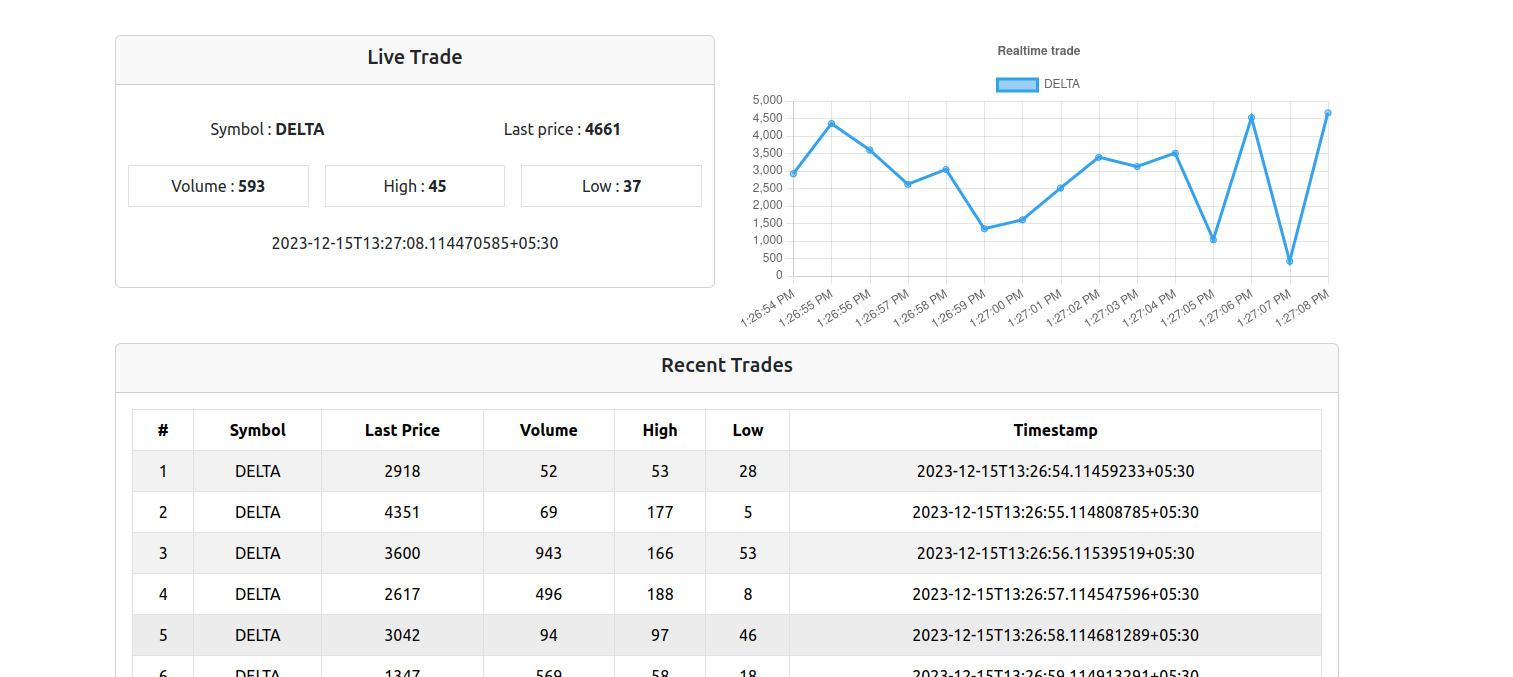 Live Trade
Symbol : DELTA Last price : 4661
Volume : 593 High : 45 Low : 37
2023-12-15T13:27:08.114470585+05:30
Realtime trade
DELTA
5,000
4,500
4,000
3,500
3,000
2,500
2,000
1,500
1,000
500
0
1:26:54 PM
1:26:55 PM
1:26:56 PM
1:26:57 PM
1:26:58 PM
1:26:59 PM
1:27:00 PM
1:27:01 PM
1:27:02 PM
1:27:03 PM
1:27:04 PM
1:27:05 PM
1:27:06 PM
1:27:07 PM
1:27:08 PM
Recent Trades
# Symbol Last Price Volume High Low Timestamp
1 DELTA 2918 52 53 28 2023-12-15T13:26:54.11459233+05:30
2 DELTA 4351 69 177 5 2023-12-15T13:26:55.114808785+05:30
3 DELTA 3600 943 166 53 2023-12-15T13:26:56.11539519+05:30
4 DELTA 2617 496 188 8 2023-12-15T13:26:57.114547596+05:30
5 DELTA 3042 94 97 46 2023-12-15T13:26:58.114681289+05:30
6 DELTA 1347 569 58 18 2023-12-15T13:26:59.114913291+05:30